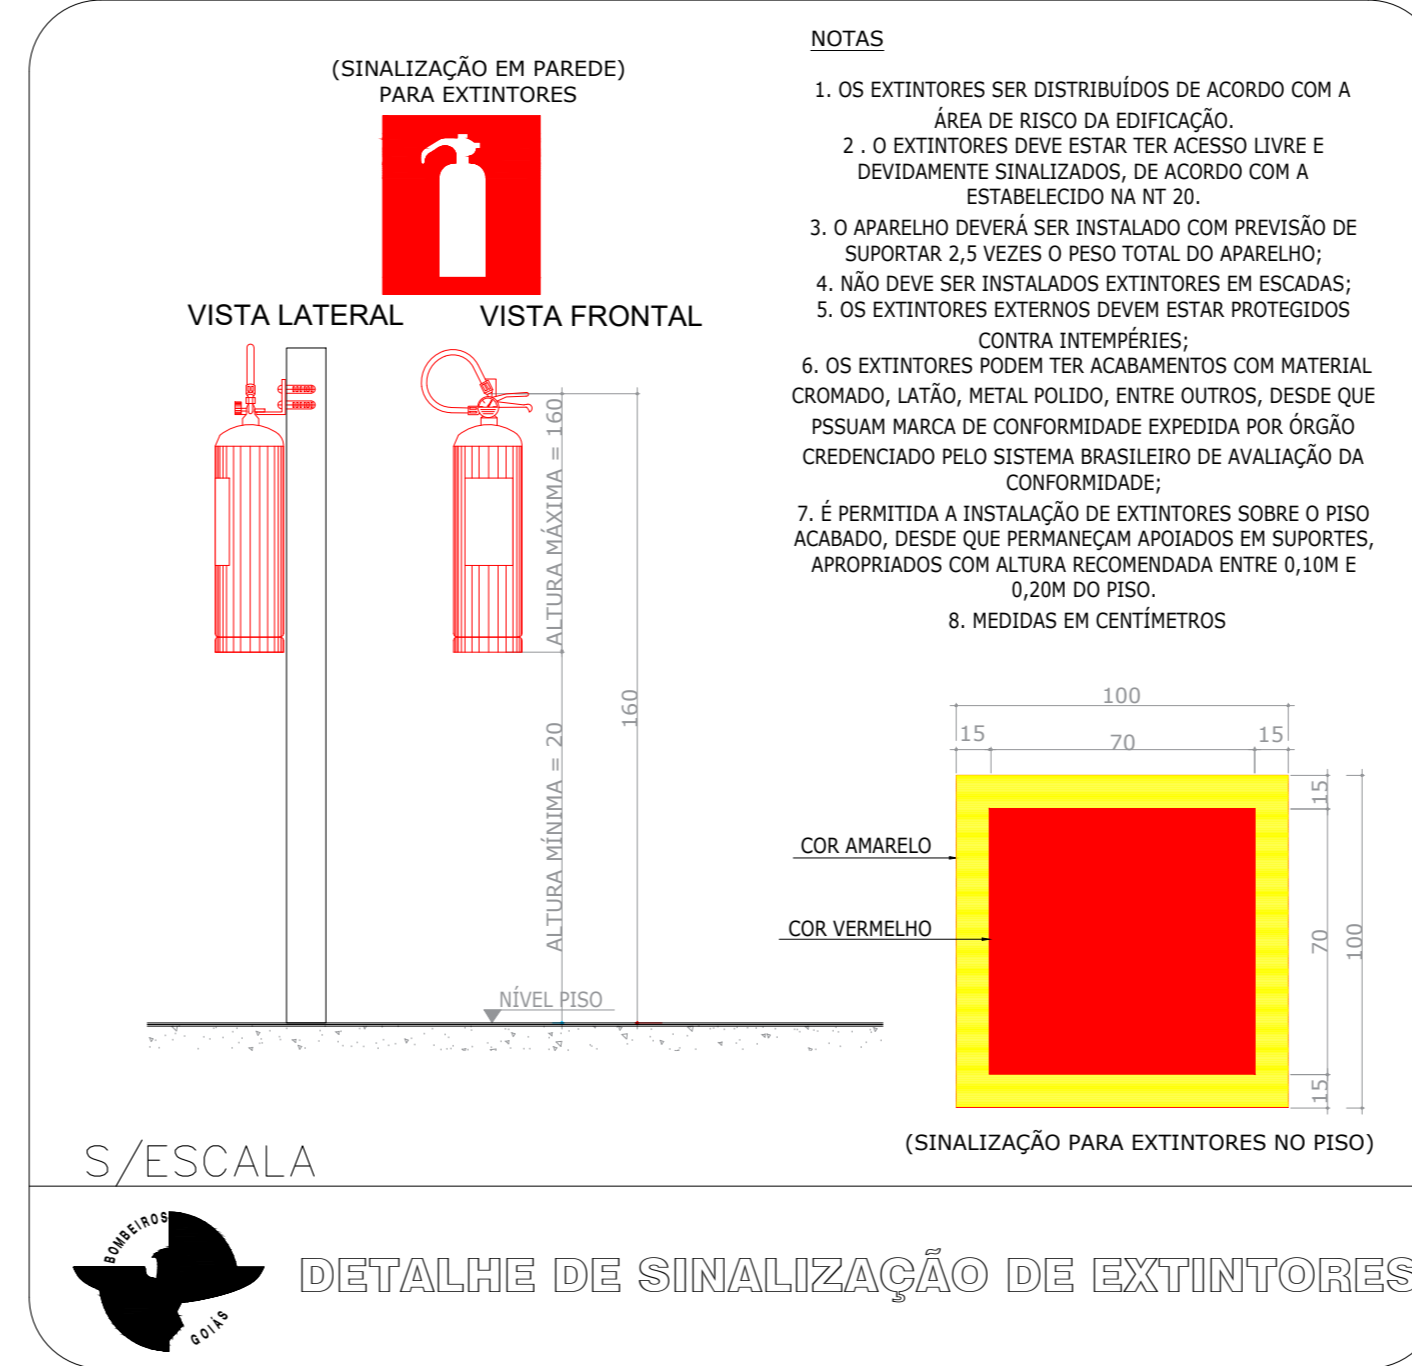 (SINALIZAÇÃO EM PAREDE)
PARA EXTINTORES
VISTA LATERAL
VISTA FRONTAL
ALTURA MÁXIMA = 160
ALTURA MÍNIMA = 20
160
NÍVEL PISO
S/ESCALA
NOTAS
1. OS EXTINTORES SER DISTRIBUÍDOS DE ACORDO COM A
ÁREA DE RISCO DA EDIFICAÇÃO.
2 . O EXTINTORES DEVE ESTAR TER ACESSO LIVRE E
DEVIDAMENTE SINALIZADOS, DE ACORDO COM A
ESTABELECIDO NA NT 20.
3. O APARELHO DEVERÁ SER INSTALADO COM PREVISÃO DE
SUPORTAR 2,5 VEZES O PESO TOTAL DO APARELHO;
4. NÃO DEVE SER INSTALADOS EXTINTORES EM ESCADAS;
5. OS EXTINTORES EXTERNOS DEVEM ESTAR PROTEGIDOS
CONTRA INTEMPÉRIES;
6. OS EXTINTORES PODEM TER ACABAMENTOS COM MATERIAL
CROMADO, LATÃO, METAL POLIDO, ENTRE OUTROS, DESDE QUE
PSSUAM MARCA DE CONFORMIDADE EXPEDIDA POR ÓRGÃO
CREDENCIADO PELO SISTEMA BRASILEIRO DE AVALIAÇÃO DA
CONFORMIDADE;
7. É PERMITIDA A INSTALAÇÃO DE EXTINTORES SOBRE O PISO
ACABADO, DESDE QUE PERMANEÇAM APOIADOS EM SUPORTES,
APROPRIADOS COM ALTURA RECOMENDADA ENTRE 0,10M E
0,20M DO PISO.
8. MEDIDAS EM CENTÍMETROS
100
15
70
15
15
70
100
15
COR AMARELO
COR VERMELHO
(SINALIZAÇÃO PARA EXTINTORES NO PISO)
BOMBEIROS
GOIÁS
DETALHE DE SINALIZAÇÃO DE EXTINTORES